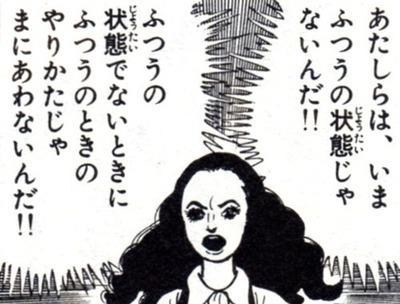 あたしらは、いま
ふつうの状態じゃ
ないんだ!!
ふつうの
状態でないときに
ふつうのときの
やりかたじゃ
まにあわないんだ!!